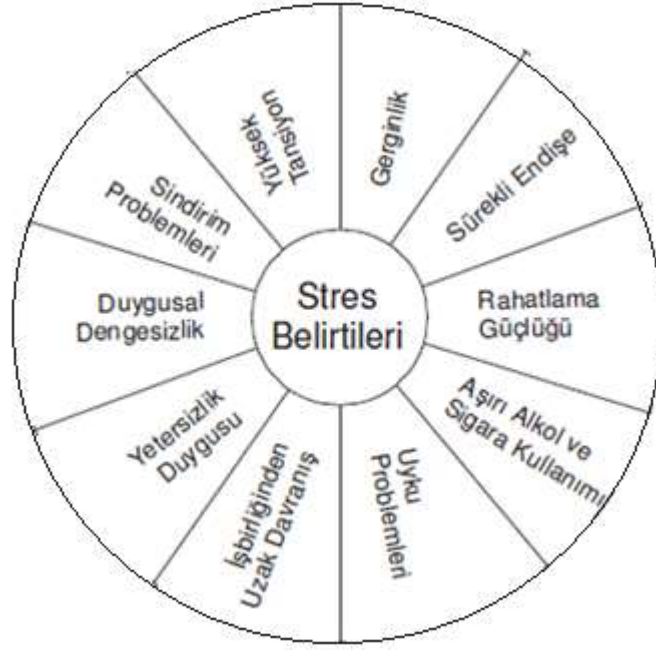 Stres
Belirtileri
Gerginlik
Sürekli Endişe
Rahatlama
Güçlüğü
Aşırı Alkol ve
Sigara Kullanımı
Uyku
Problemleri
İşbirliğinden
Uzak Davranış
Yetersizlik
Duygusu
Duygusal
Dengesizlik
Sindirim
Problemleri
Yüksek
Tansiyon